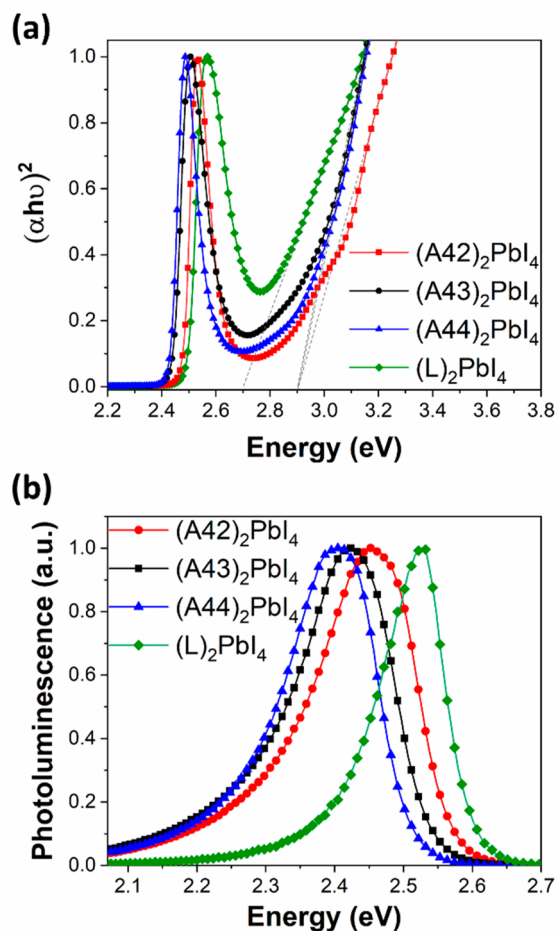 (a)
(αhυ)²
1.0
0.8
0.6
0.4
0.2
0.0
(A42)₂PbI₄
(A43)₂PbI₄
(A44)₂PbI₄
(L)₂PbI₄
2.2 2.4 2.6 2.8 3.0 3.2 3.4 3.6 3.8
Energy (eV)
(b)
Photoluminescence (a.u.)
1.0
0.8
0.6
0.4
0.2
0.0
(A42)₂PbI₄
(A43)₂PbI₄
(A44)₂PbI₄
(L)₂PbI₄
2.1 2.2 2.3 2.4 2.5 2.6 2.7
Energy (eV)